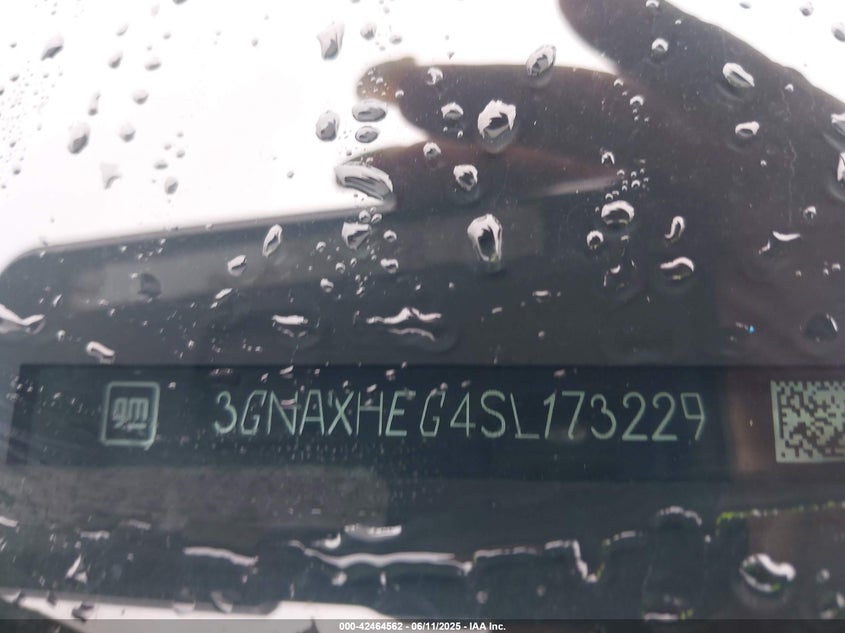 gm
3GNAXHEG4SL173229
000-42464562 - 06/11/2025 - IAA Inc.